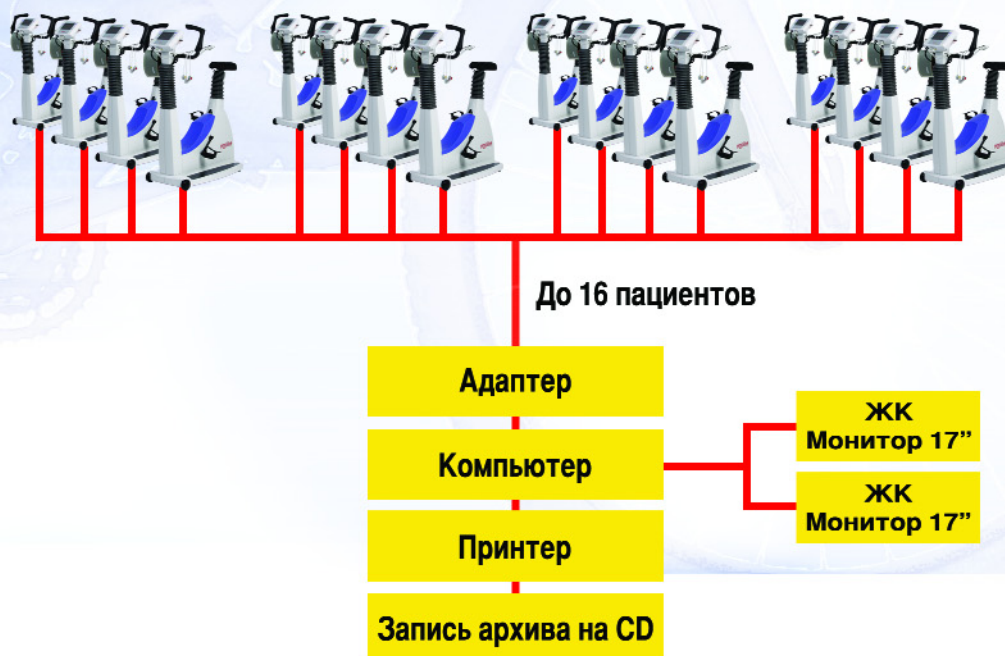 До 16 пациентов
Адаптер
Компьютер
Принтер
Запись архива на CD
ЖК
Монитор 17”
ЖК
Монитор 17”